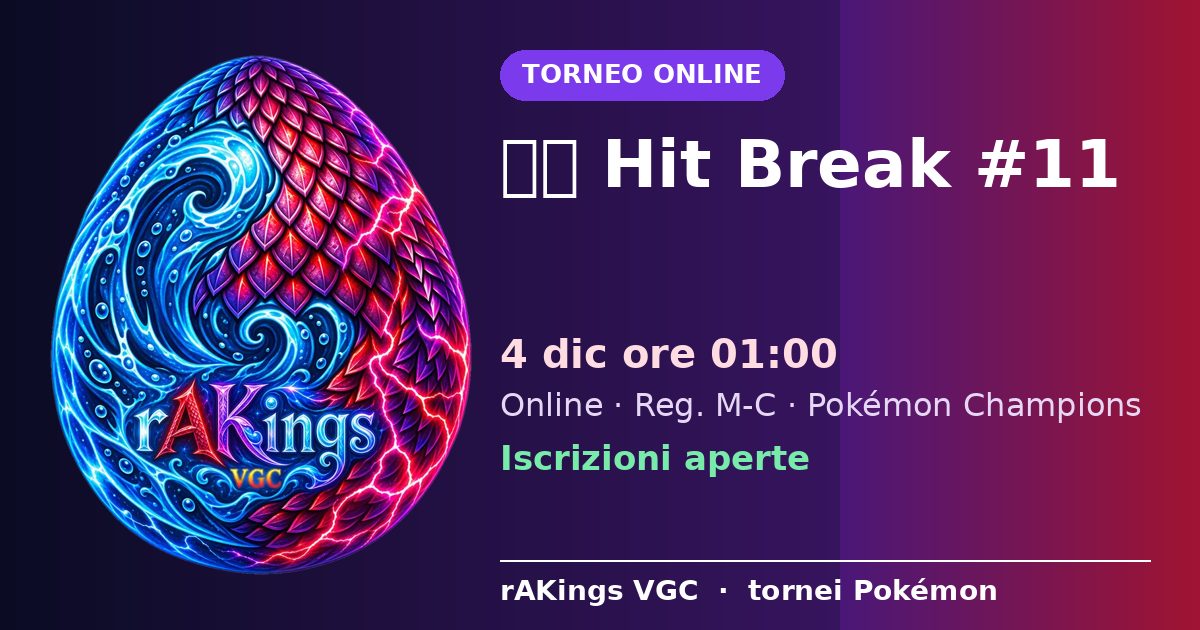 rAKings
VGC
TORNEO ONLINE
Hit Break #11
4 dic ore 01:00
Online · Reg. M-C · Pokémon Champions
Iscrizioni aperte
rAKings VGC · tornei Pokémon